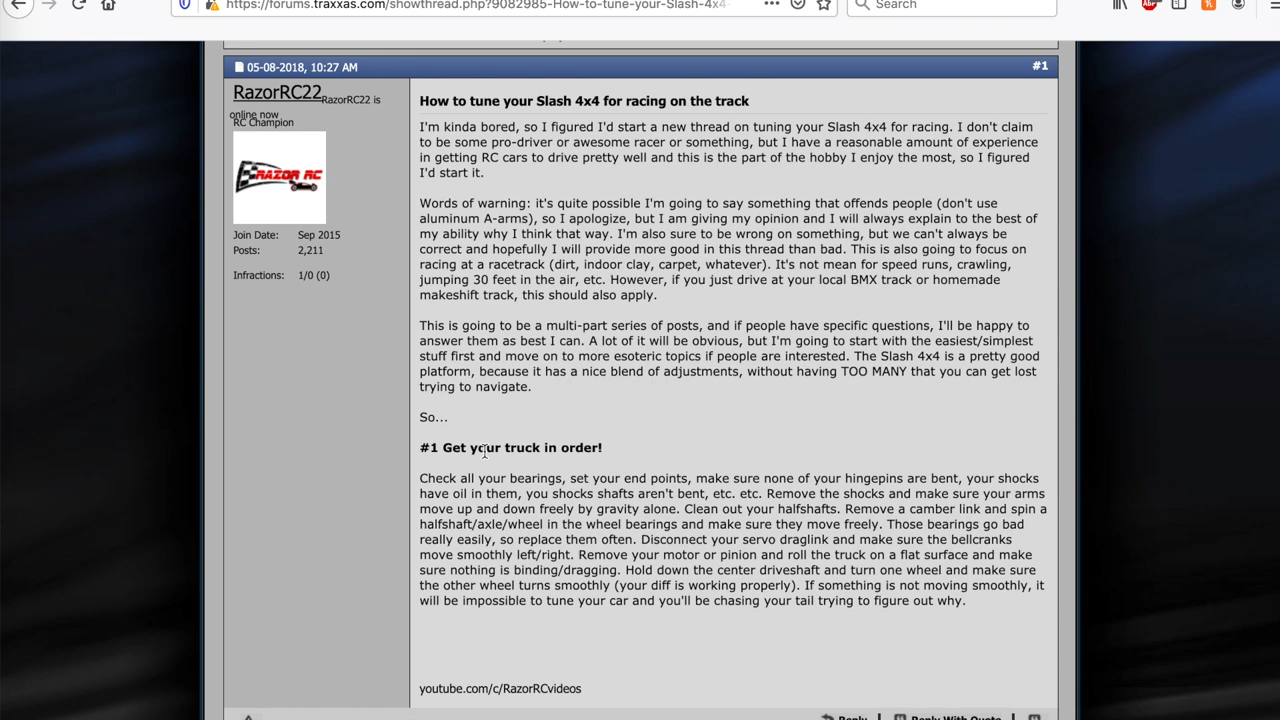 https://forums.traxxas.com/showthread.php?9082985-How-to-tune-your-Slash-4x4-
Search
05-08-2018, 10:27 AM
#1
RazorRC22
RazorRC22 is
online now
RC Champion
RAZOR RC
Join Date: Sep 2015
Posts: 2,211
Infractions: 1/0 (0)
How to tune your Slash 4x4 for racing on the track
I'm kinda bored, so I figured I'd start a new thread on tuning your Slash 4x4 for racing. I don't claim
to be some pro-driver or awesome racer or something, but I have a reasonable amount of experience
in getting RC cars to drive pretty well and this is the part of the hobby I enjoy the most, so I figured
I'd start it.
Words of warning: it's quite possible I'm going to say something that offends people (don't use
aluminum A-arms), so I apologize, but I am giving my opinion and I will always explain to the best of
my ability why I think that way. I'm also sure to be wrong on something, but we can't always be
correct and hopefully I will provide more good in this thread than bad. This is also going to focus on
racing at a racetrack (dirt, indoor clay, carpet, whatever). It's not mean for speed runs, crawling,
jumping 30 feet in the air, etc. However, if you just drive at your local BMX track or homemade
makeshift track, this should also apply.
This is going to be a multi-part series of posts, and if people have specific questions, I'll be happy to
answer them as best I can. A lot of it will be obvious, but I'm going to start with the easiest/simplest
stuff first and move on to more esoteric topics if people are interested. The Slash 4x4 is a pretty good
platform, because it has a nice blend of adjustments, without having TOO MANY that you can get lost
trying to navigate.
So...
#1 Get your truck in order!
Check all your bearings, set your end points, make sure none of your hingepins are bent, your shocks
have oil in them, you shocks shafts aren't bent, etc. etc. Remove the shocks and make sure your arms
move up and down freely by gravity alone. Clean out your halfshafts. Remove a camber link and spin a
halfshaft/axle/wheel in the wheel bearings and make sure they move freely. Those bearings go bad
really easily, so replace them often. Disconnect your servo draglink and make sure the bellcranks
move smoothly left/right. Remove your motor or pinion and roll the truck on a flat surface and make
sure nothing is binding/dragging. Hold down the center driveshaft and turn one wheel and make sure
the other wheel turns smoothly (your diff is working properly). If something is not moving smoothly, it
will be impossible to tune your car and you'll be chasing your tail trying to figure out why.
youtube.com/c/RazorRCvideos
Reply
Reply With Quote